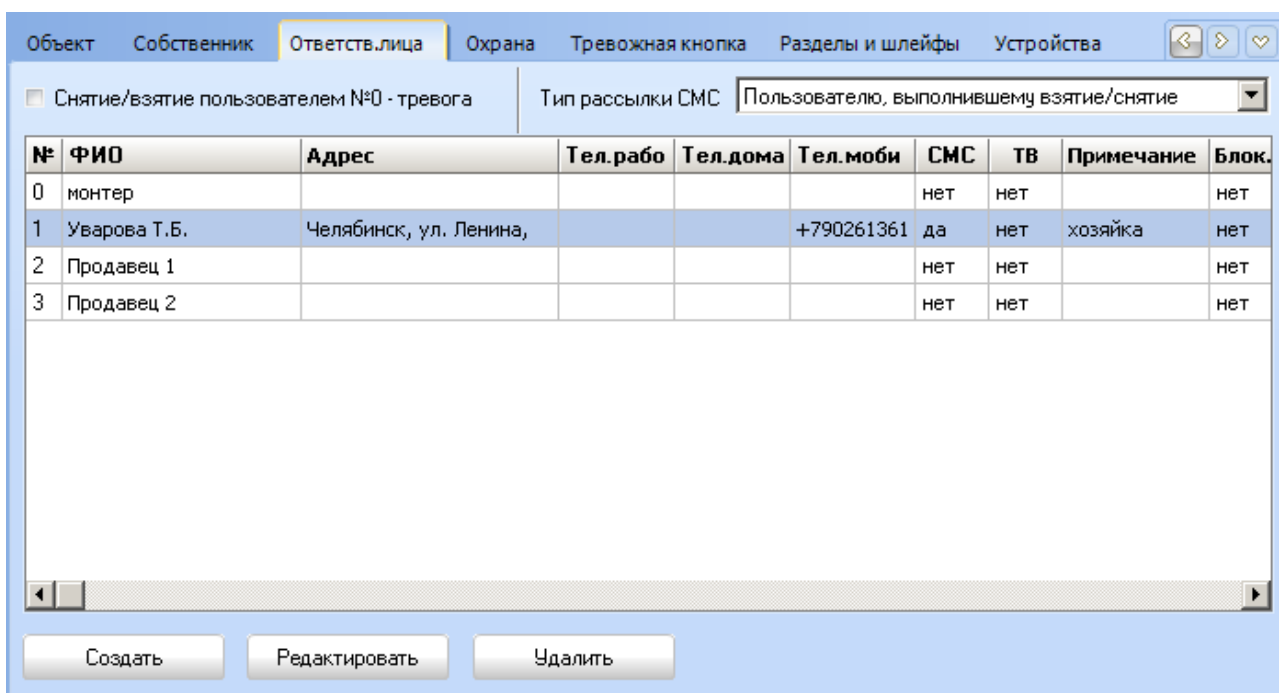 Объект Собственник Ответств.лица Охрана Тревожная кнопка Разделы и шлейфы Устройства
Снятие/взятие пользователем №0 - тревога Тип рассылки СМС Пользователю, выполнившему взятие/снятие
№ ФИО Адрес Тел.рабо Тел.дома Тел.моби СМС ТВ Примечание Блок.
0 монтер нет нет нет
1 Уварова Т.Б. Челябинск, ул. Ленина, +790261361 да нет хозяйка нет
2 Продавец 1 нет нет нет
3 Продавец 2 нет нет нет
Создать Редактировать Удалить